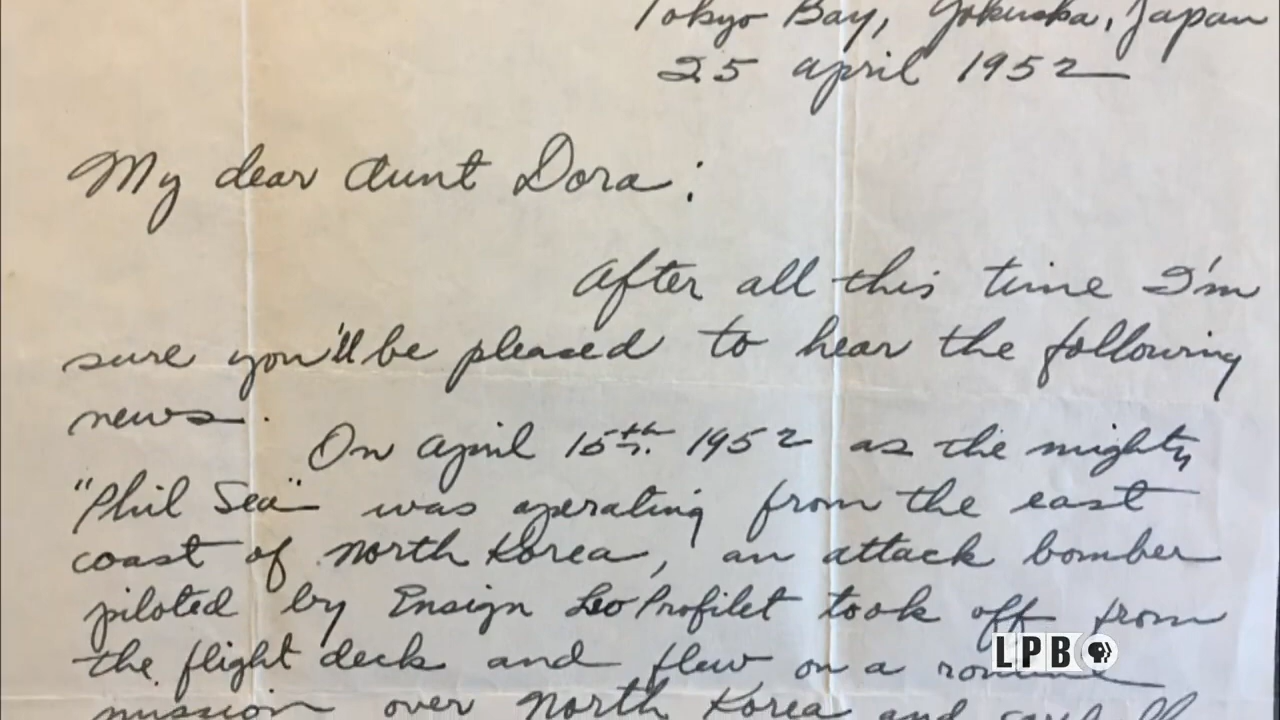 Tokyo Bay, Yokuska, Japan
25 April 1952
My dear Aunt Dora:
After all this time I'm
sure you'll be pleased to hear the following
news.
On April 15th. 1952 as the mighty
"Phil Sea" was operating from the east
coast of North Korea, an attack bomber
piloted by Ensign Leo Profilet took off from
the flight deck and flew on a routine
mission over North Korea and
LPB